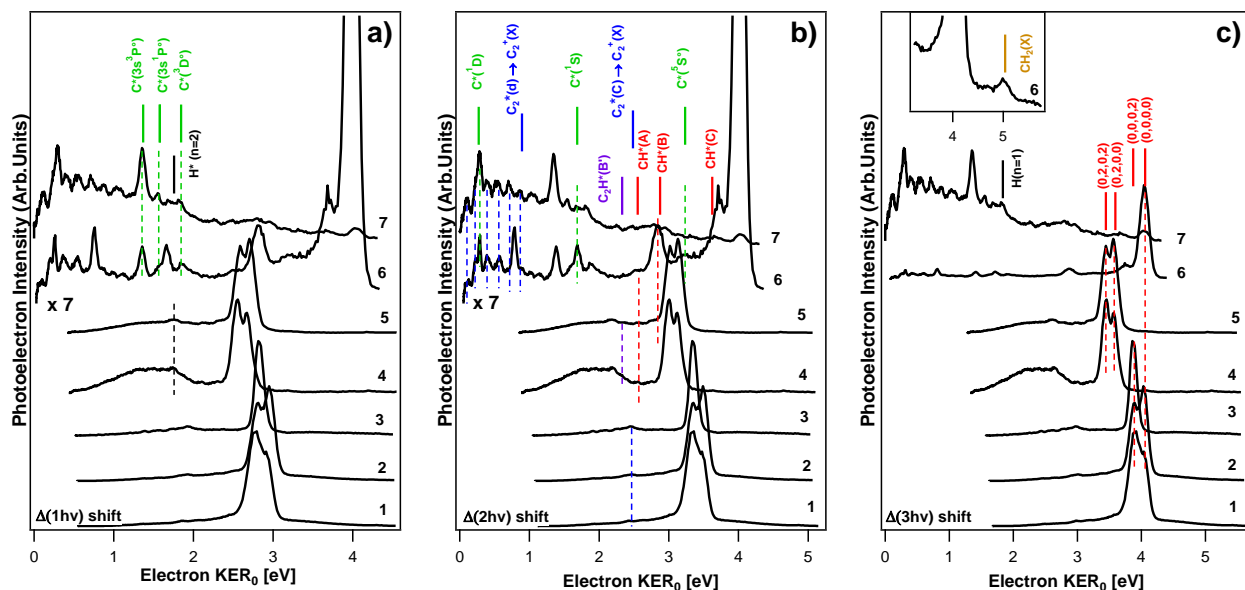 a)
Photoelectron Intensity (Arb.Units)
C*(3s³P°)
C*(3s¹P°)
C*(³D°)
H* (n=2)
7
6
x 7
5
4
3
2
1
Δ(1hv) shift
0 1 2 3 4
Electron KER₀ [eV]
b)
Photoelectron Intensity (Arb.Units)
C*(¹D)
C₂*(d) → C₂⁺(X)
C*(¹S)
C₂*(C) → C₂⁺(X)
C*(⁵S°)
C₂H*(B')
CH*(A)
CH*(B)
CH*(C)
7
6
x 7
5
4
3
2
1
Δ(2hv) shift
0 1 2 3 4 5
Electron KER₀ [eV]
c)
Photoelectron Intensity (Arb.Units)
CH₂(X)
6
4 5
H(n=1)
(0,2,0,2)
(0,2,0,0)
(0,0,0,2)
(0,0,0,0)
7
6
5
4
3
2
1
Δ(3hv) shift
0 1 2 3 4 5
Electron KER₀ [eV]